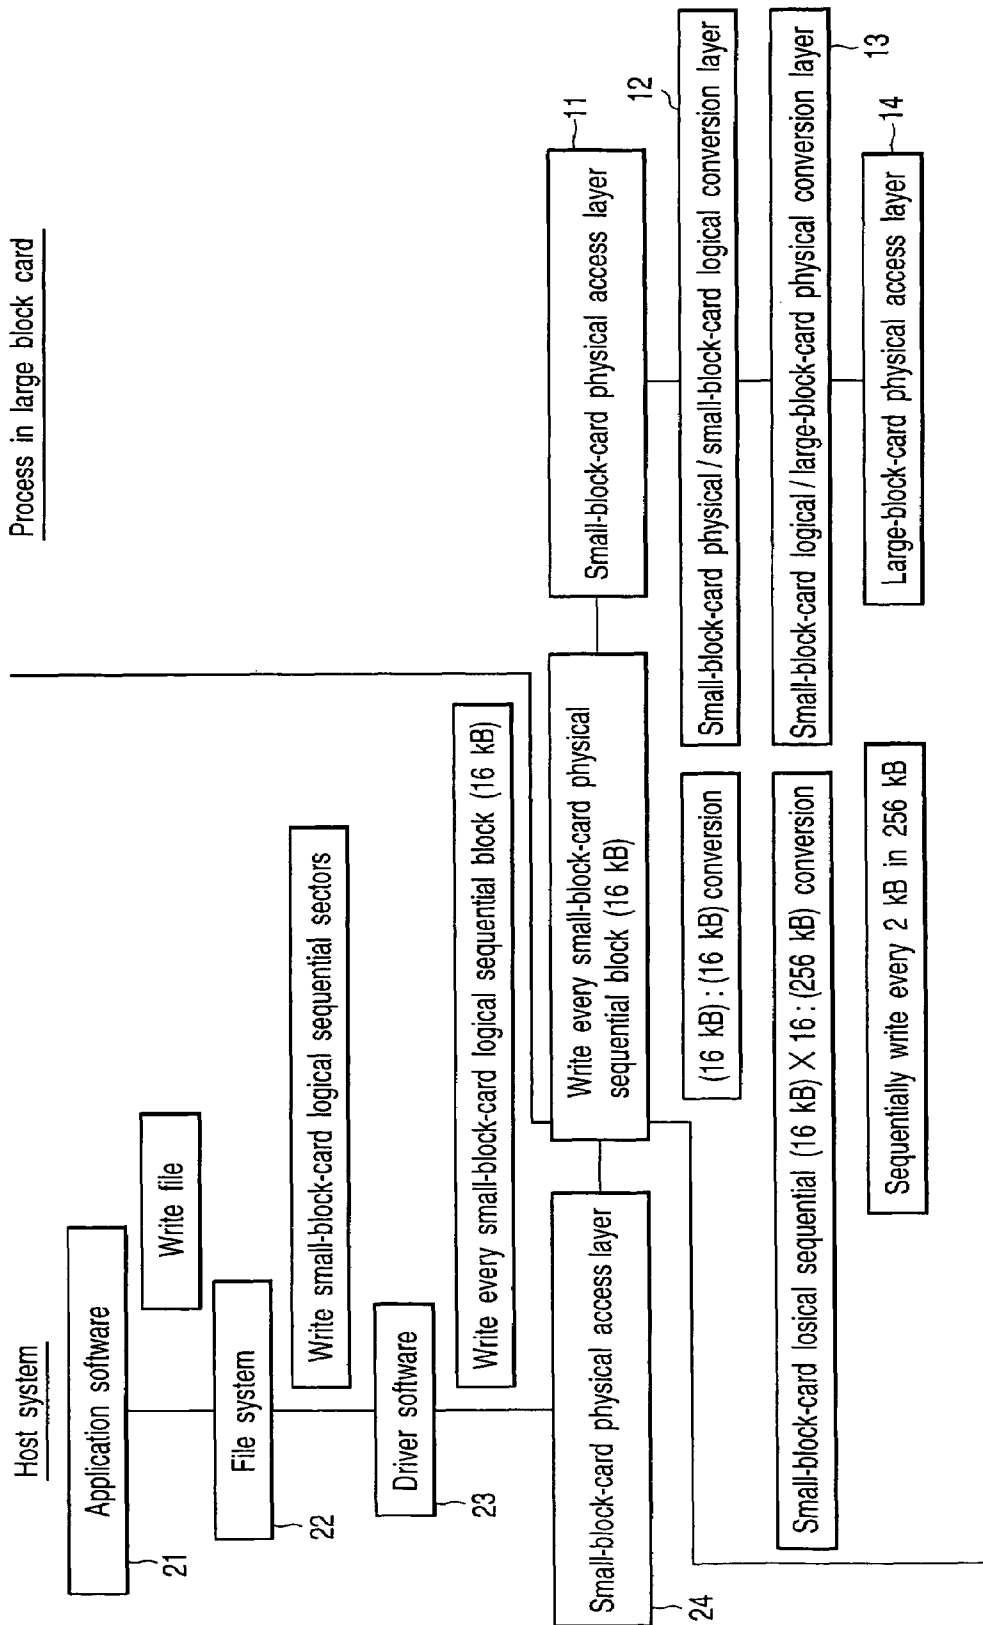 Host system
Process in large block card
Application software
21
Write file
File system
22
Write small-block-card logical sequential sectors
Driver software
23
Write every small-block-card logical sequential block (16 kB)
Small-block-card physical access layer
24
Write every small-block-card physical
sequential block (16 kB)
Small-block-card physical access layer
11
(16 kB) : (16 kB) conversion
Small-block-card physical / small-block-card logical conversion layer
12
Small-block-card losical sequential (16 kB) X 16 : (256 kB) conversion
Small-block-card logical / large-block-card physical conversion layer
13
Sequentially write every 2 kB in 256 kB
Large-block-card physical access layer
14